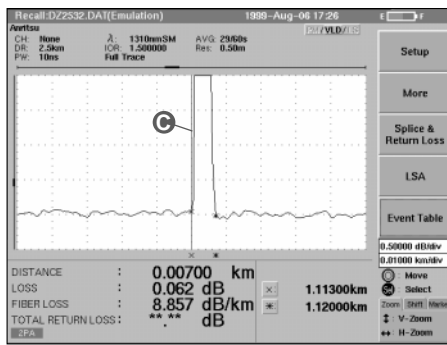 Recall:DZ2532.DAT(Emulation) 1999-Aug-06 17:26 E F
Anritsu
CH: None λ: 1310nmSM AVG: 29/60s
DR: 2.5km IOR: 1.500000 Res: 0.50m
PW: 10ns Full Trace
VLD
Setup
More
Splice &
Return Loss
LSA
Event Table
C
0.50000 dB/div
0.01000 km/div
: Move
: Select
Zoom Shift Marker
: V-Zoom
: H-Zoom
× *
DISTANCE : 0.00700 km
LOSS : 0.062 dB × 1.11300km
FIBER LOSS : 8.857 dB/km * 1.12000km
TOTAL RETURN LOSS : **.** dB
2PA